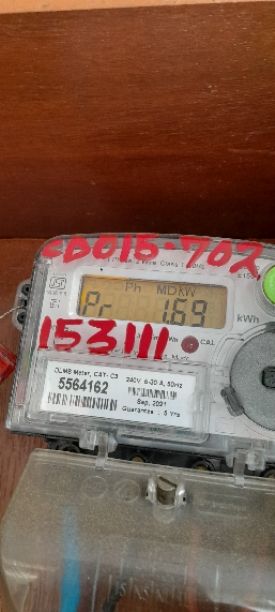 CD015-702
Ph MDkW
Pr 1.69
kWh
153111
CAL
DLMS Meter, CAT- C3
5564162
240V, 5-30 A, 50Hz
Sep, 2021
Guarantee : 5 Yrs